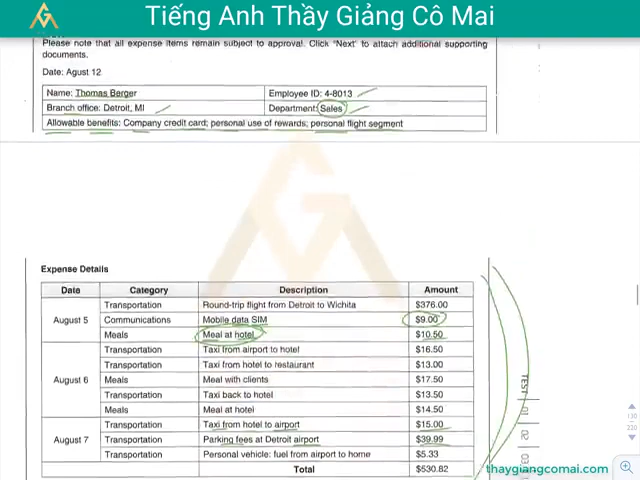 Tiếng Anh Thầy Giảng Cô Mai
Please note that all expense items remain subject to approval. Click "Next" to attach additional supporting
documents.
Date: Agust 12
Name: Thomas Berger Employee ID: 4-8013
Branch office: Detroit, MI Department: Sales
Allowable benefits: Company credit card; personal use of rewards; personal flight segment
Expense Details
Date Category Description Amount
Transportation Round-trip flight from Detroit to Wichita $376.00
August 5 Communications Mobile data SIM $9.00
Meals Meal at hotel $10.50
Transportation Taxi from airport to hotel $16.50
Transportation Taxi from hotel to restaurant $13.00
August 6 Meals Meal with clients $17.50
Transportation Taxi back to hotel $13.50
Meals Meal at hotel $14.50
Transportation Taxi from hotel to airport $15.00
August 7 Transportation Parking fees at Detroit airport $39.99
Transportation Personal vehicle: fuel from airport to home $5.33
Total $530.82
TEST 01 02 03
130
220
thaygiangcomai.com